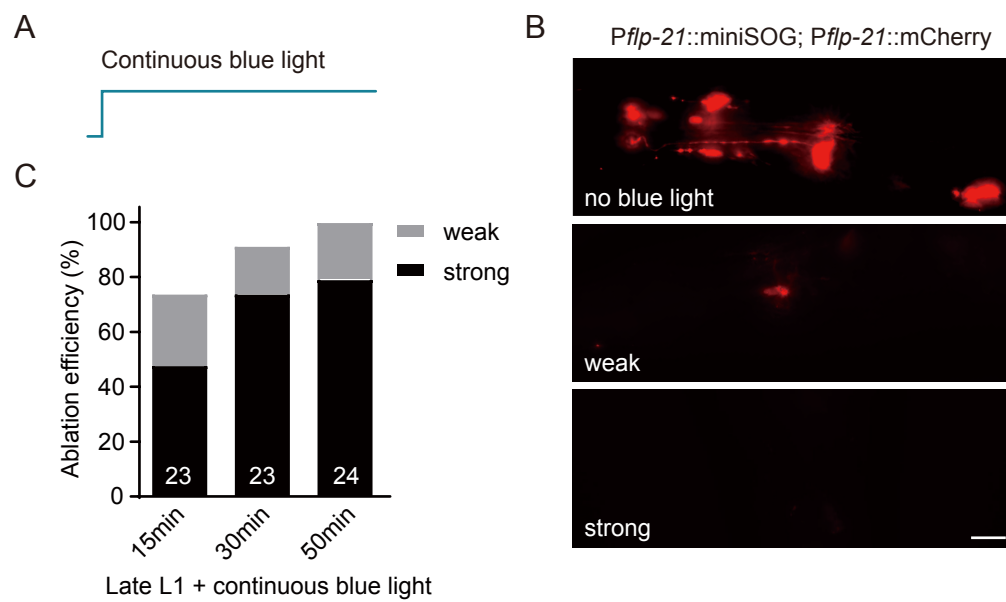 A
Continuous blue light
B
Pflp-21::miniSOG; Pflp-21::mCherry
no blue light
weak
strong
C
Ablation efficiency (%)
100
80
60
40
20
0
weak
strong
23
23
24
15min
30min
50min
Late L1 + continuous blue light